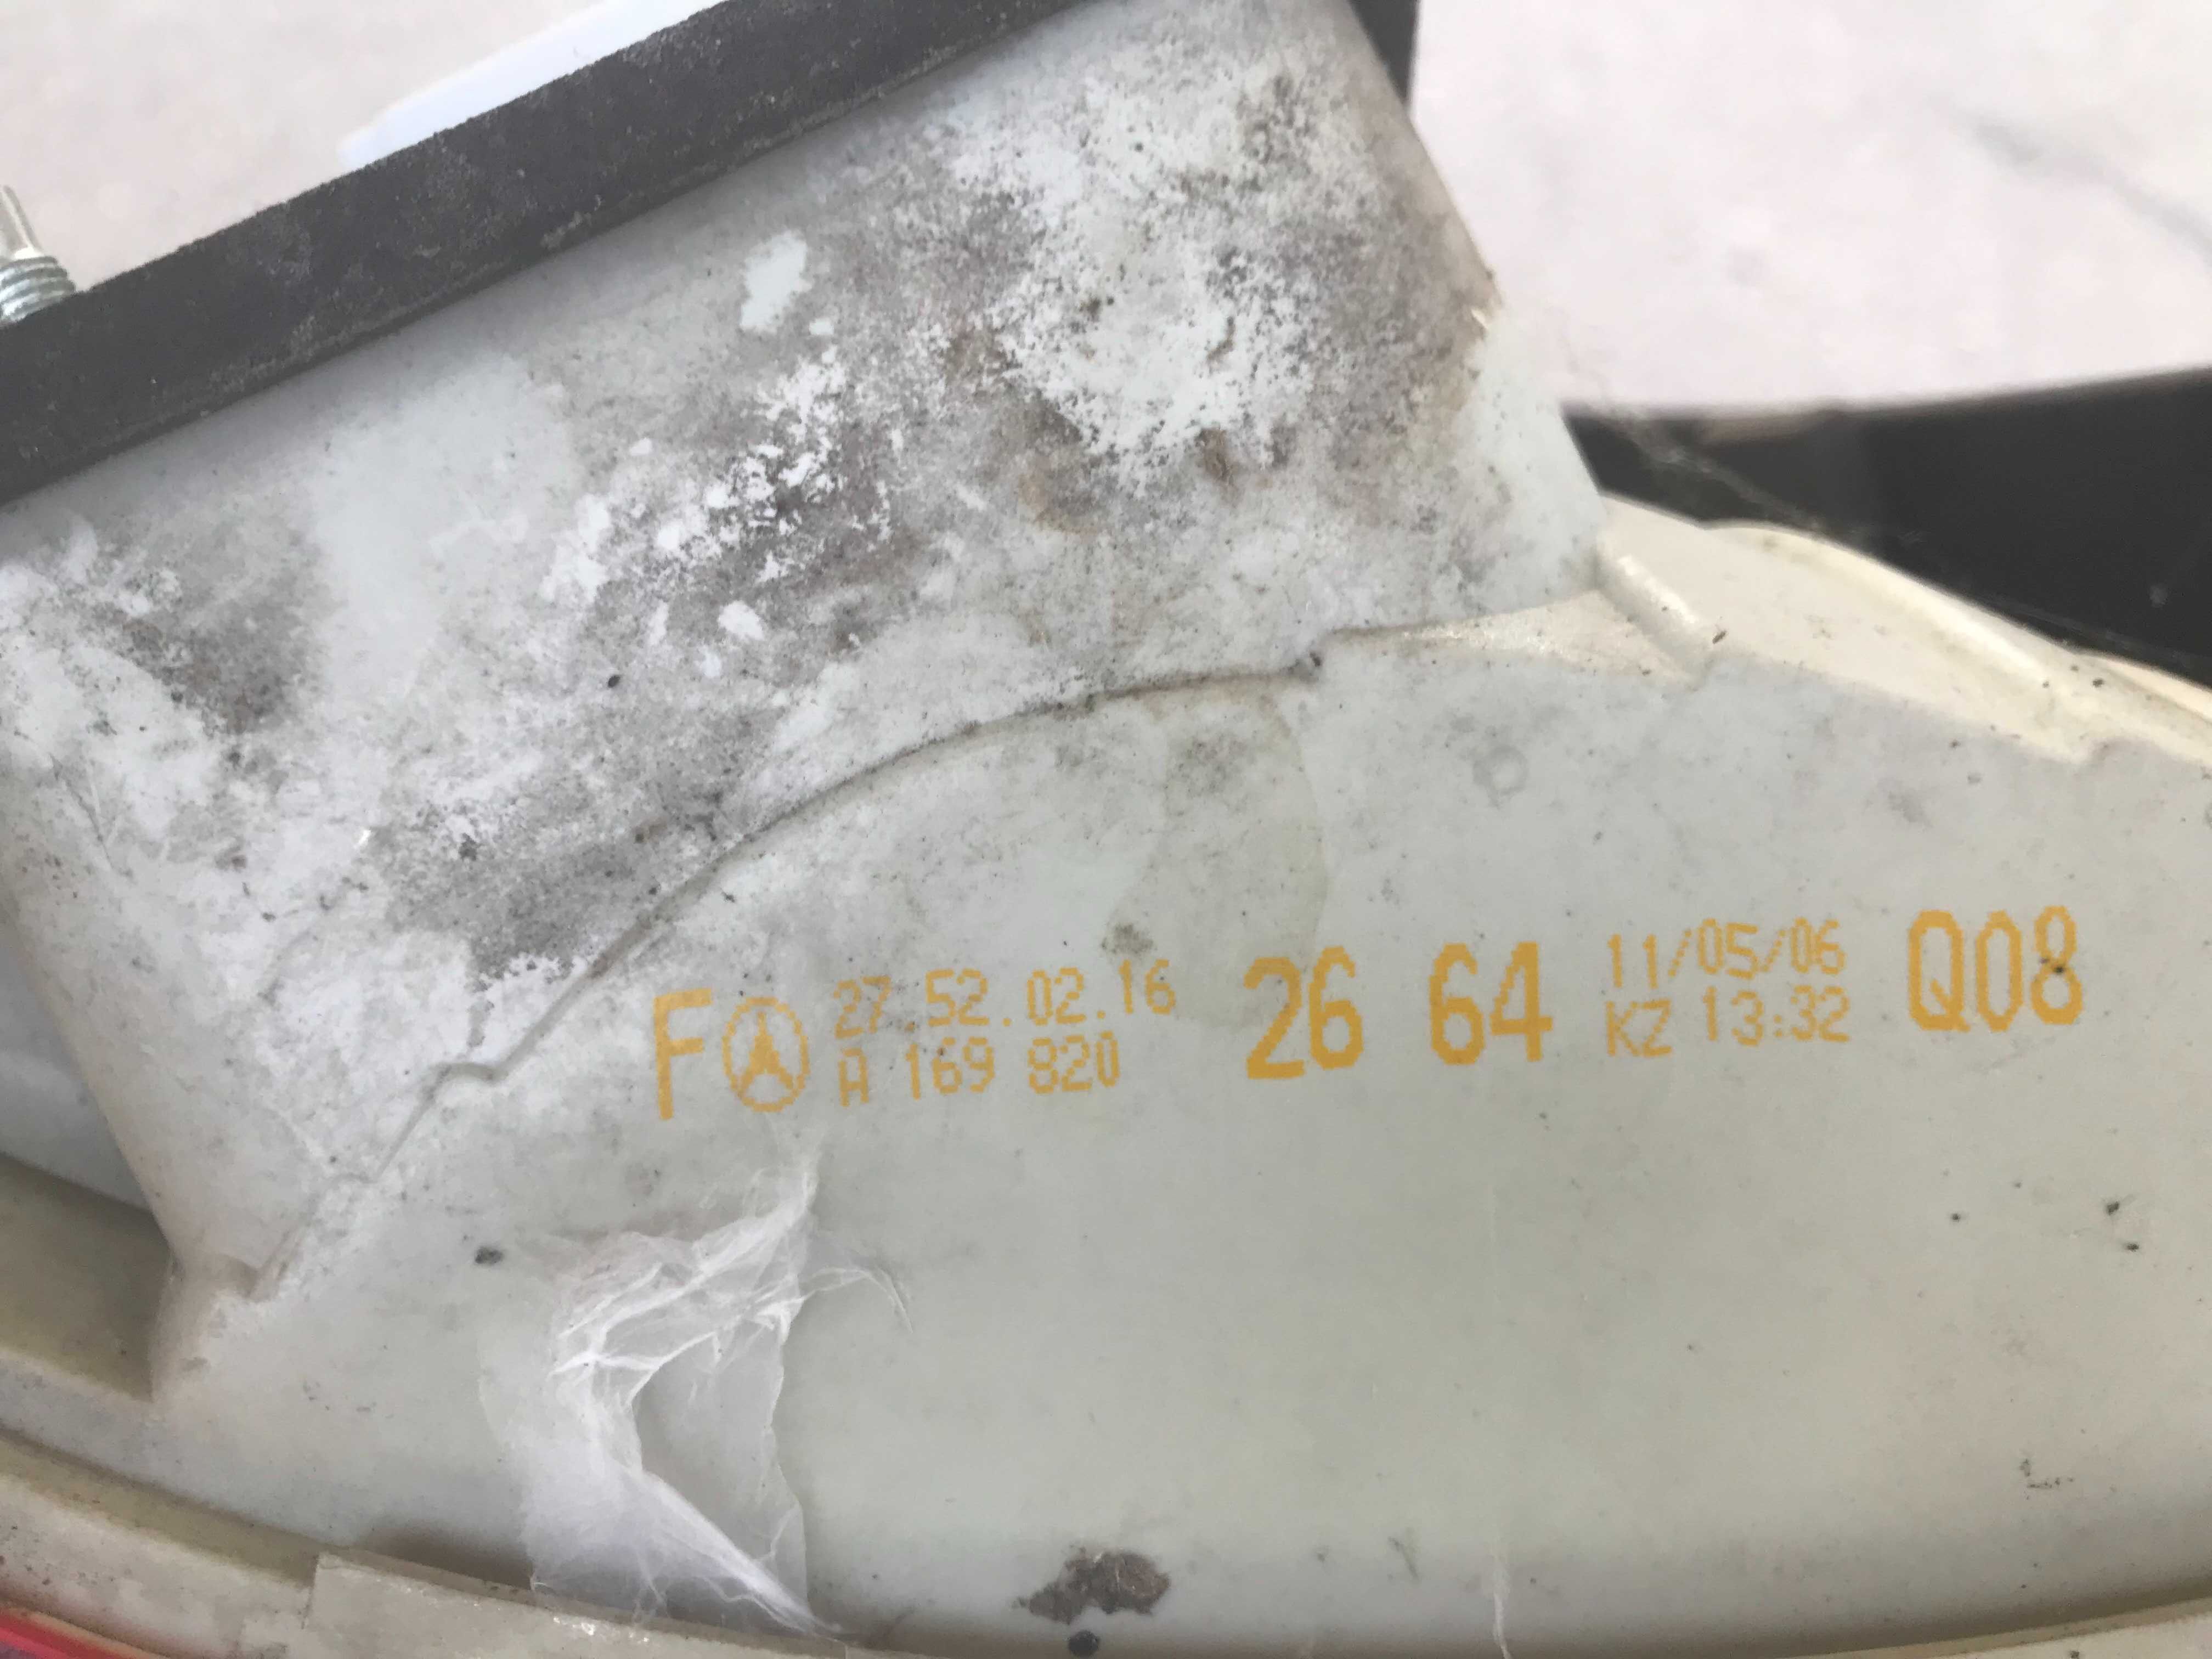 F 27.52.02.16 26 64 11/05/06 Q08
A 169 820 KZ 13:32